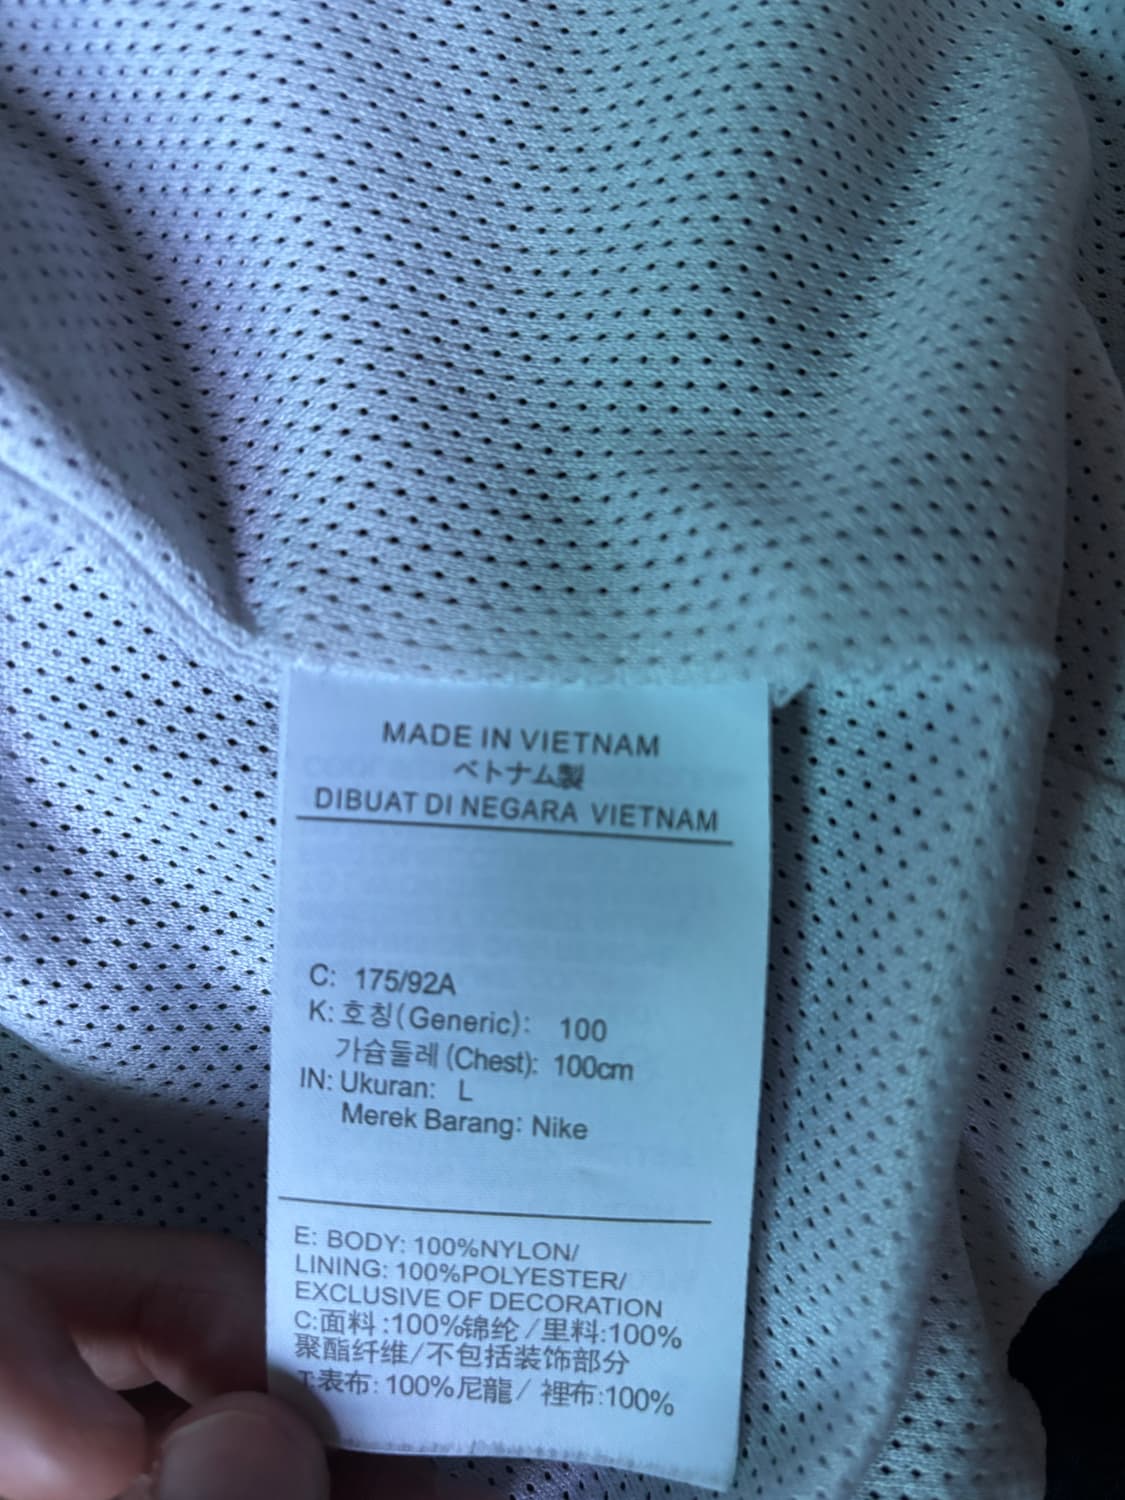 MADE IN VIETNAM
ベトナム製
DIBUAT DI NEGARA VIETNAM
C: 175/92A
K: 호칭(Generic): 100
가슴둘레 (Chest): 100cm
IN: Ukuran: L
Merek Barang: Nike
E: BODY: 100%NYLON/
LINING: 100%POLYESTER/
EXCLUSIVE OF DECORATION
C:面料:100%锦纶/里料:100%
聚酯纤维/不包括装饰部分
T:表布:100%尼龍/ 裡布:100%